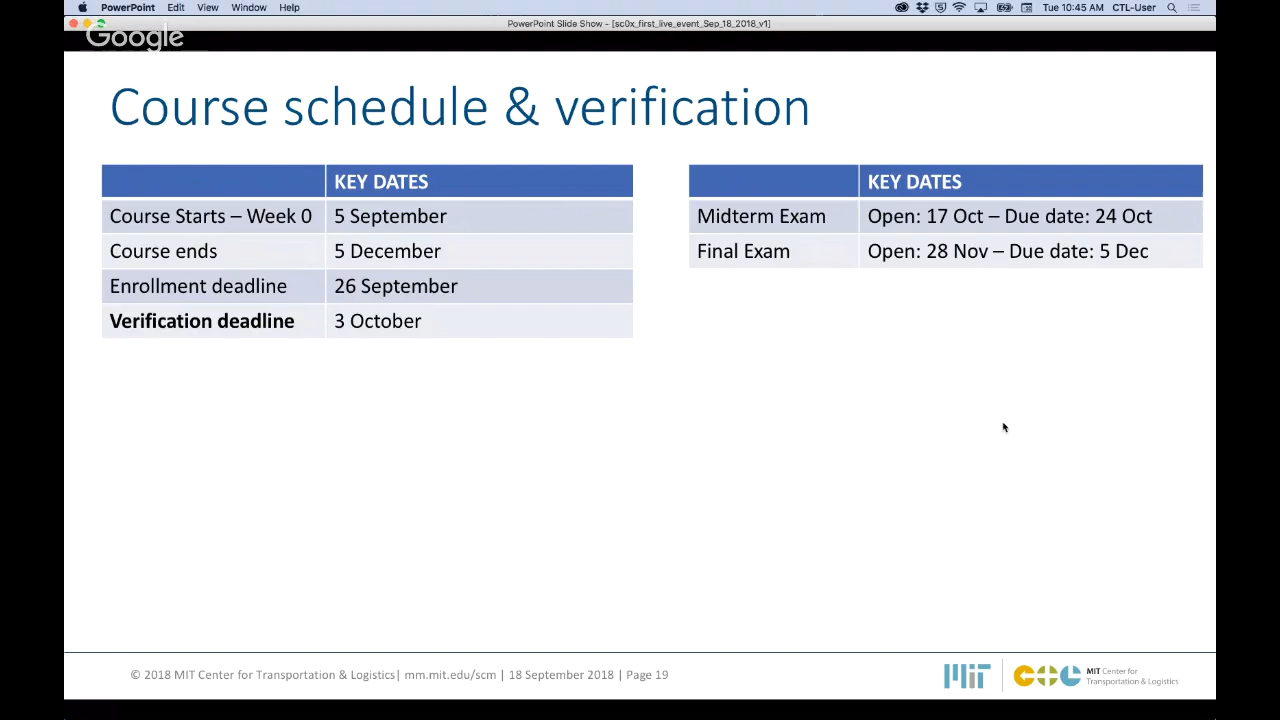 PowerPoint Edit View Window Help
Tue 10:45 AM CTL-User
PowerPoint Slide Show - [sc0x_first_live_event_Sep_18_2018_v1]
Google
Course schedule & verification
KEY DATES
Course Starts – Week 0 5 September
Course ends 5 December
Enrollment deadline 26 September
Verification deadline 3 October
KEY DATES
Midterm Exam Open: 17 Oct – Due date: 24 Oct
Final Exam Open: 28 Nov – Due date: 5 Dec
© 2018 MIT Center for Transportation & Logistics| mm.mit.edu/scm | 18 September 2018 | Page 19
MIT
CTL
MIT Center for
Transportation & Logistics